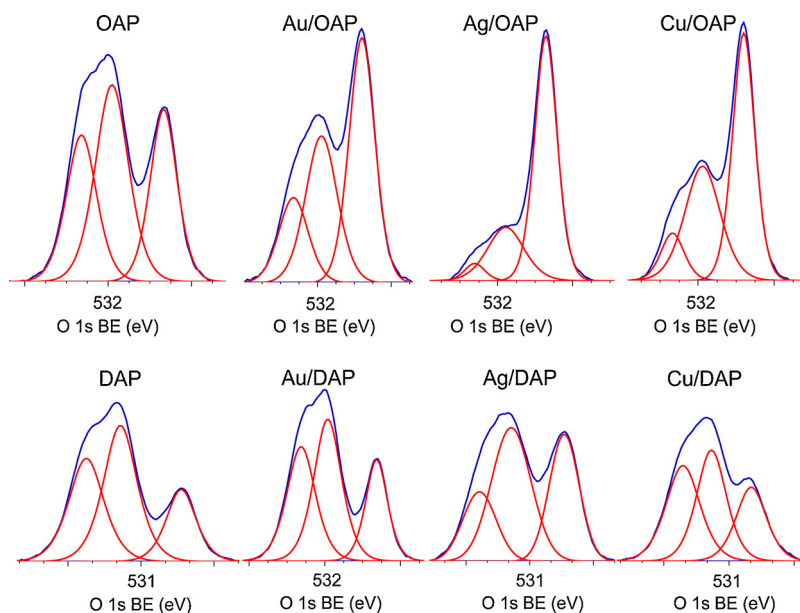 OAP Au/OAP Ag/OAP Cu/OAP
532 532 532 532
O 1s BE (eV) O 1s BE (eV) O 1s BE (eV) O 1s BE (eV)
DAP Au/DAP Ag/DAP Cu/DAP
531 532 531 531
O 1s BE (eV) O 1s BE (eV) O 1s BE (eV) O 1s BE (eV)